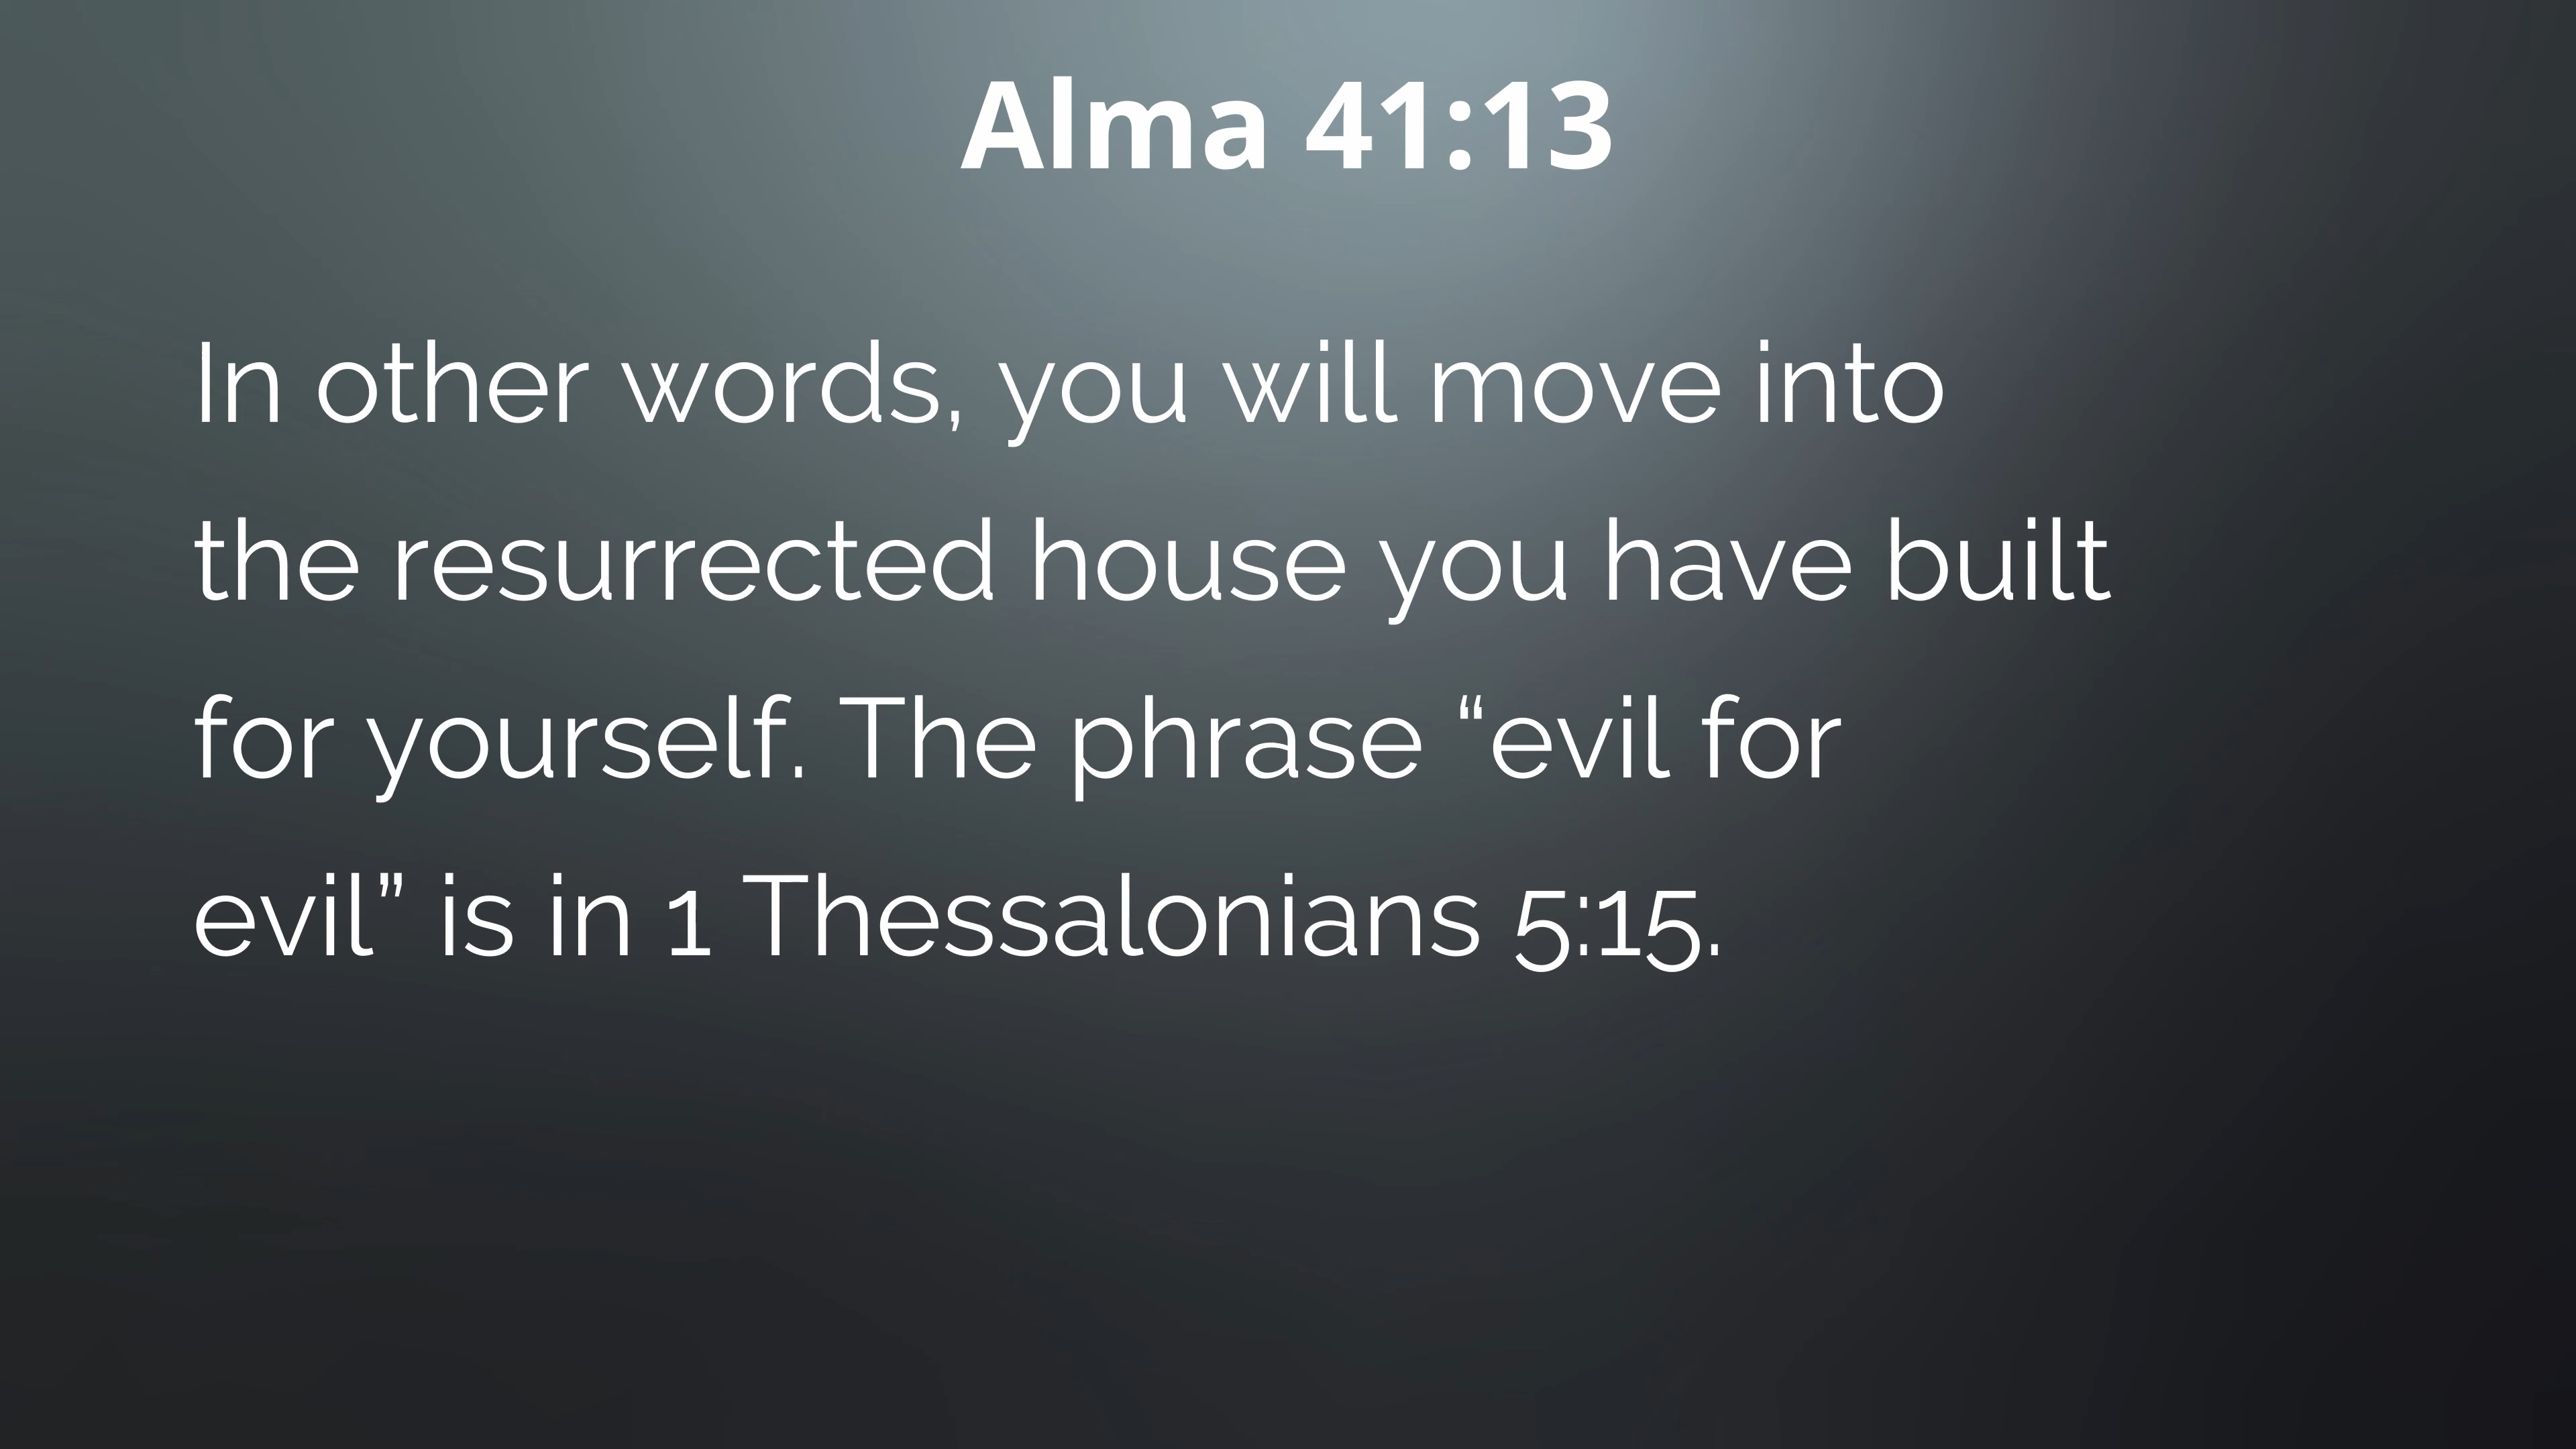 Alma 41:13
In other words, you will move into
the resurrected house you have built
for yourself. The phrase “evil for
evil” is in 1 Thessalonians 5:15.